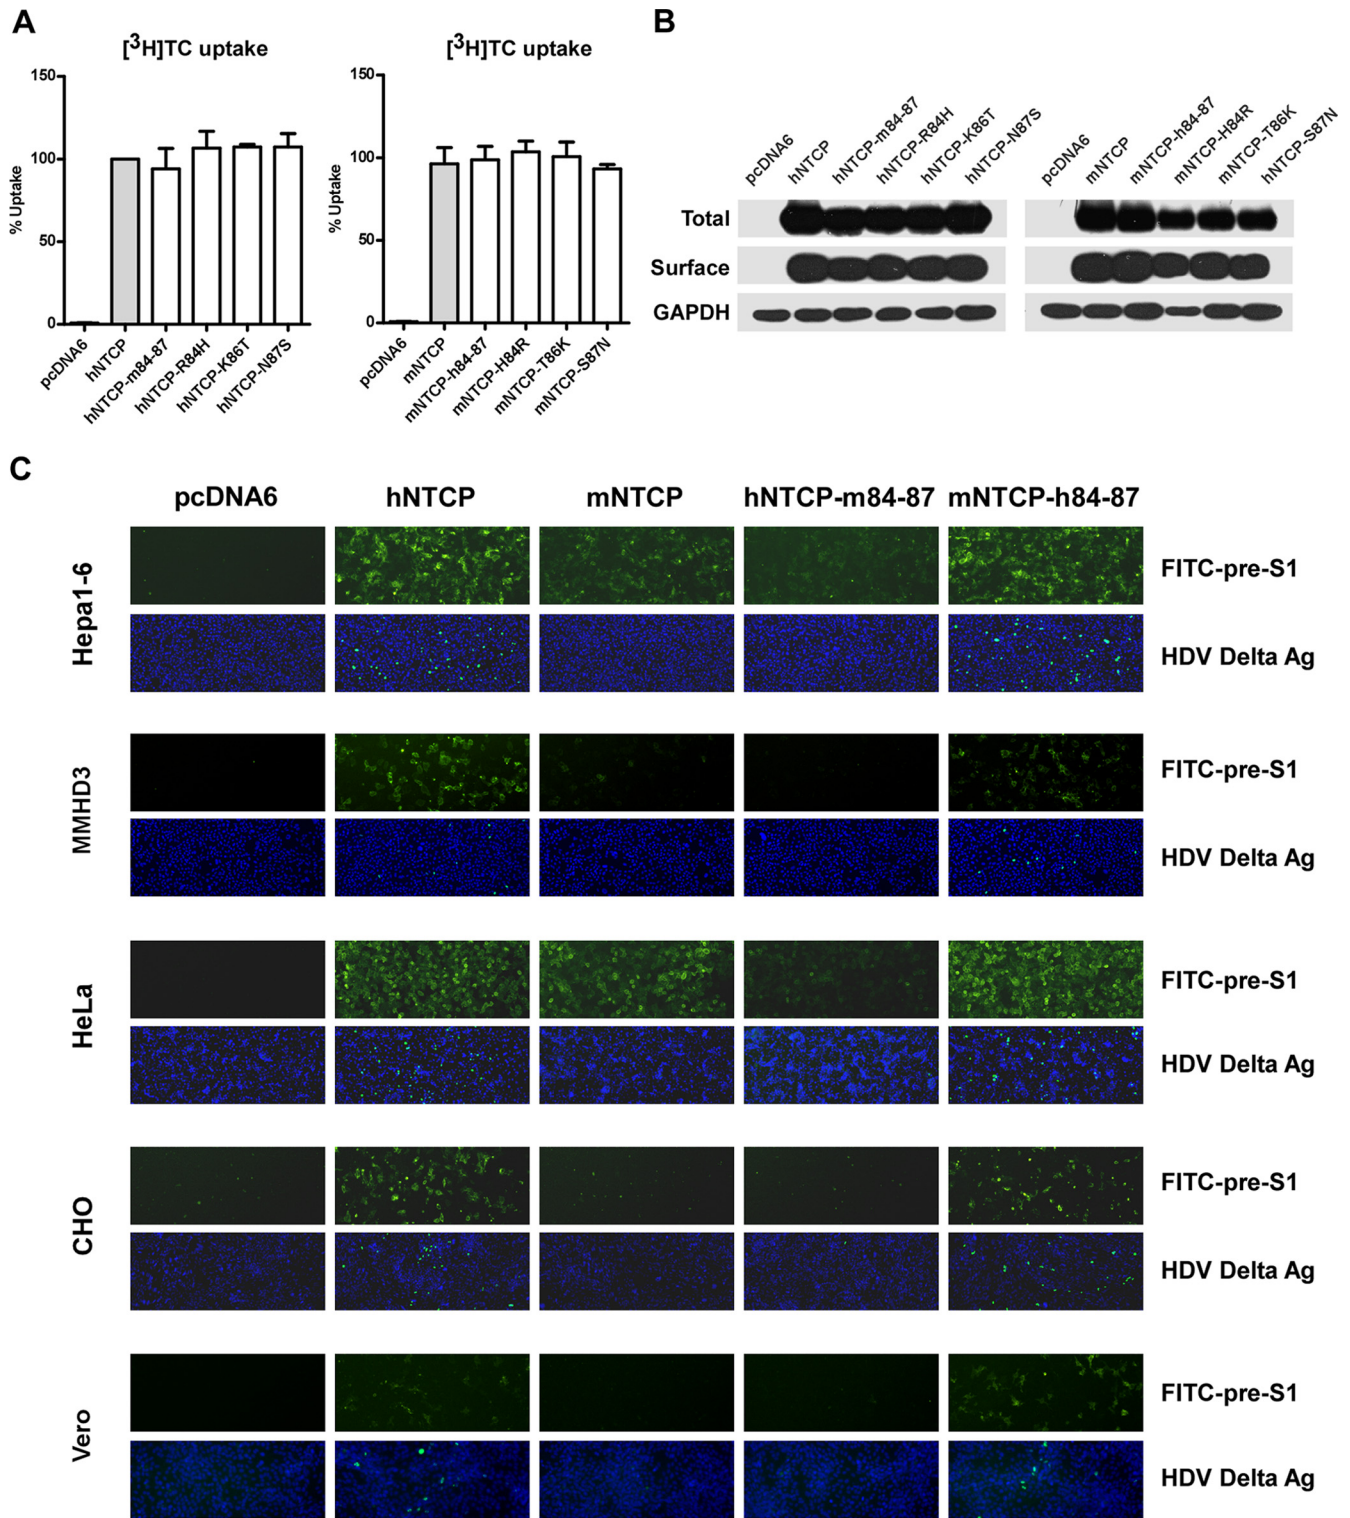 A
B
[3H]TC uptake
[3H]TC uptake
150
100
50
0
% Uptake
pcDNA6
hNTCP
hNTCP-m84-87
hNTCP-R84H
hNTCP-K86T
hNTCP-N87S
150
100
50
0
% Uptake
pcDNA6
mNTCP
mNTCP-h84-87
mNTCP-H84R
mNTCP-T86K
mNTCP-S87N
pcDNA6
hNTCP
hNTCP-m84-87
hNTCP-R84H
hNTCP-K86T
hNTCP-N87S
pcDNA6
mNTCP
mNTCP-h84-87
mNTCP-H84R
mNTCP-T86K
hNTCP-S87N
Total
Surface
GAPDH
C
pcDNA6 hNTCP mNTCP hNTCP-m84-87 mNTCP-h84-87
Hepa1-6
FITC-pre-S1
HDV Delta Ag
MMHD3
FITC-pre-S1
HDV Delta Ag
HeLa
FITC-pre-S1
HDV Delta Ag
CHO
FITC-pre-S1
HDV Delta Ag
Vero
FITC-pre-S1
HDV Delta Ag